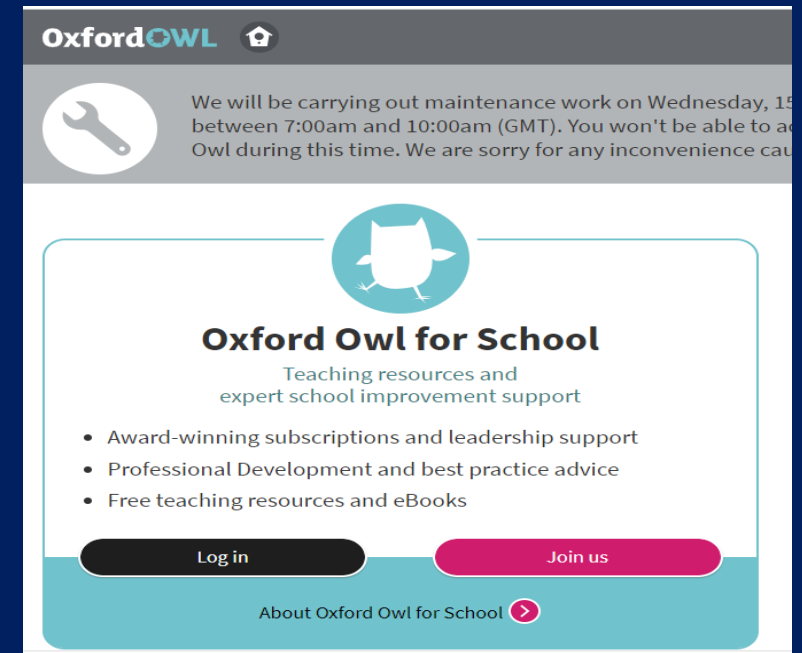 OxfordOWL
We will be carrying out maintenance work on Wednesday, 15
between 7:00am and 10:00am (GMT). You won't be able to
Owl during this time. We are sorry for any inconvenience
Oxford Owl for School
Teaching resources and
expert school improvement support
• Award-winning subscriptions and leadership support
• Professional Development and best practice advice
• Free teaching resources and eBooks
Log in
Join us
About Oxford Owl for School